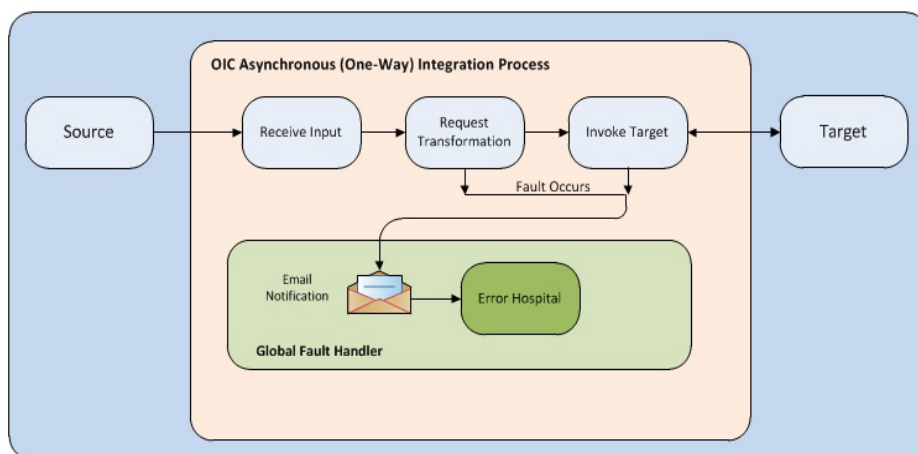 OIC Asynchronous (One-Way) Integration Process
Source
Receive Input
Request
Transformation
Invoke Target
Target
Fault Occurs
Email
Notification
Error Hospital
Global Fault Handler